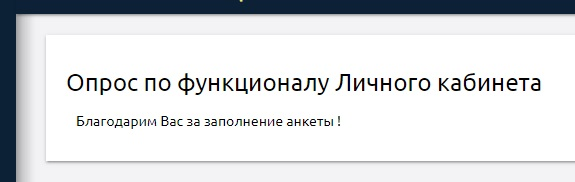 Опрос по функционалу Личного кабинета
Благодарим Вас за заполнение анкеты !